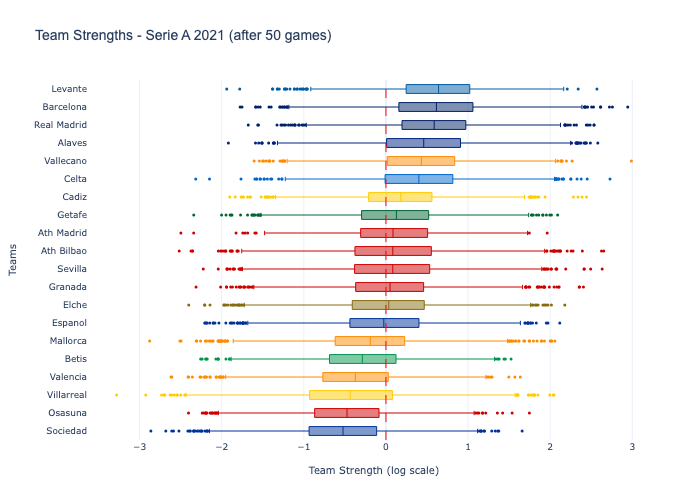 Team Strengths - Serie A 2021 (after 50 games)
Levante
Barcelona
Real Madrid
Alaves
Vallecano
Celta
Cadiz
Getafe
Ath Madrid
Ath Bilbao
Sevilla
Granada
Elche
Espanol
Mallorca
Betis
Valencia
Villarreal
Osasuna
Sociedad
Teams
−3 −2 −1 0 1 2 3
Team Strength (log scale)